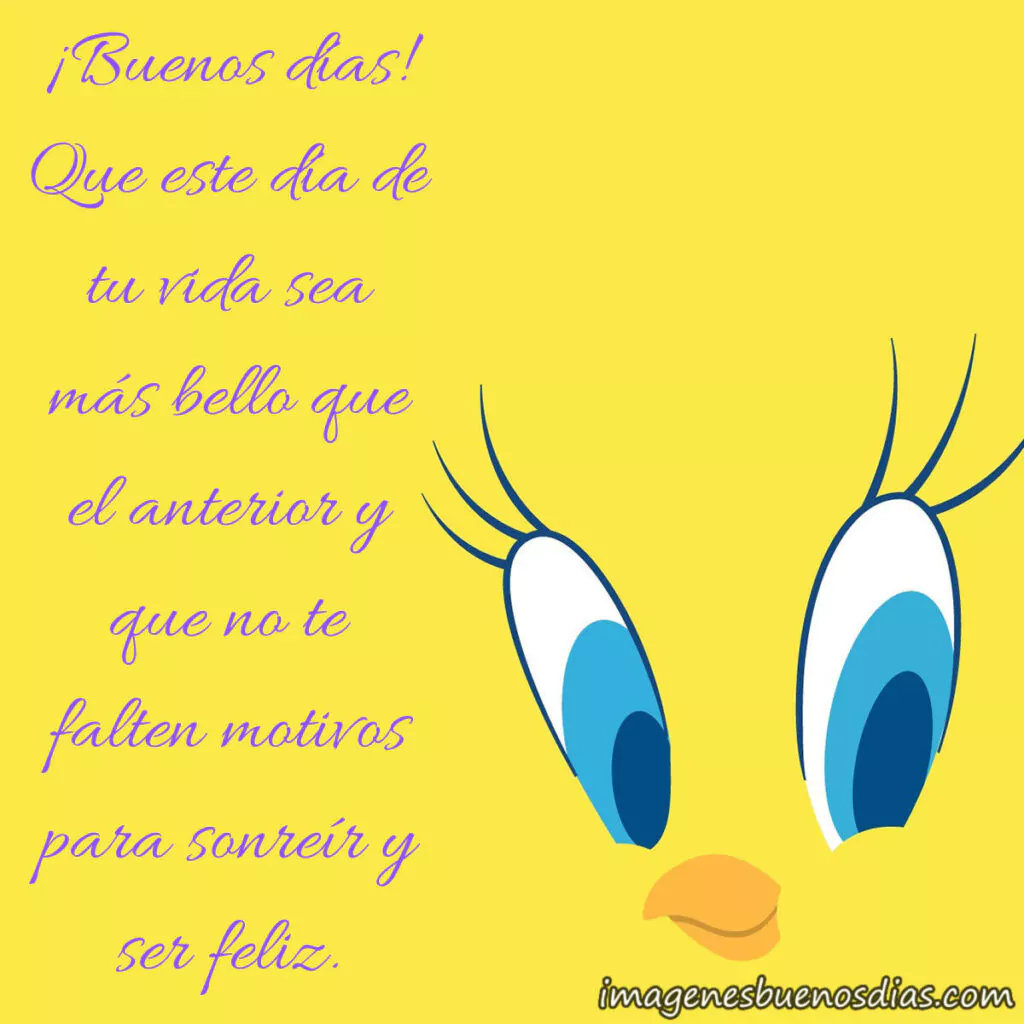 ¡Buenos días!
Que este día de
tu vida sea
más bello que
el anterior y
que no te
falten motivos
para sonreír y
ser feliz.
imagenesbuenosdias.com